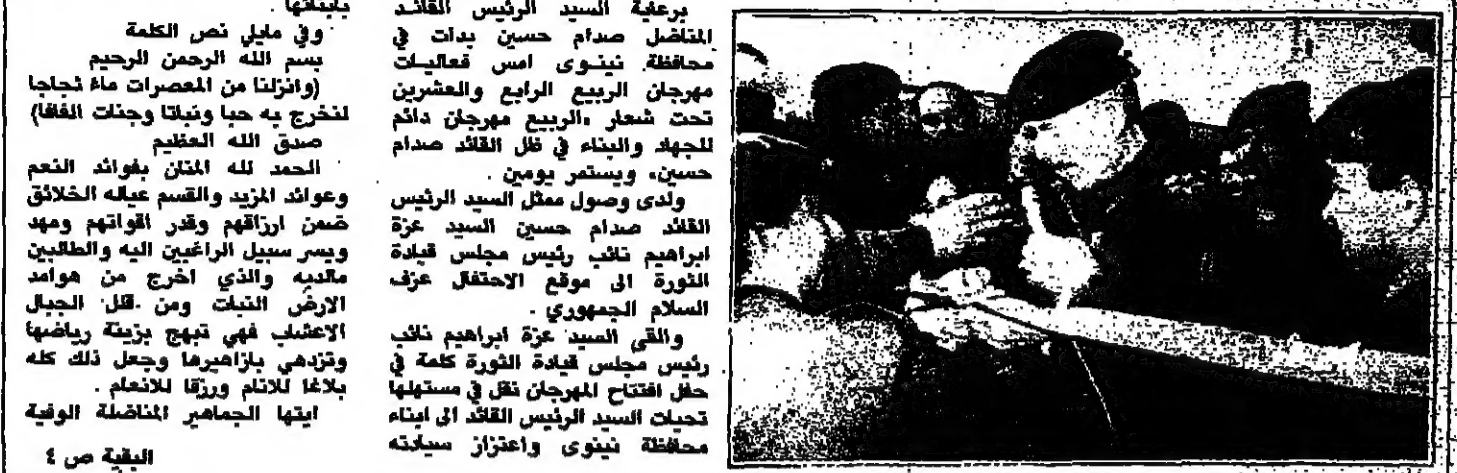 برعاية السيد الرئيس القائد
المناضل صدام حسين بدات في
محافظة نينوى امس فعاليات
مهرجان الربيع الرابع والعشرين
تحت شعار «الربيع مهرجان دائم
للجهاد والبناء في ظل القائد صدام
حسين» ويستمر يومين .
ولدى وصول ممثل السيد الرئيس
القائد صدام حسين السيد عزة
ابراهيم نائب رئيس مجلس قيادة
الثورة الى موقع الاحتفال عزف
السلام الجمهوري .
والقى السيد عزة ابراهيم نائب
رئيس مجلس قيادة الثورة كلمة في
حفل افتتاح المهرجان نقل في مستهلها
تحيات السيد الرئيس القائد الى ابناء
محافظة نينوى واعتزاز سيادته
بابنائها .
وفي مايلي نص الكلمة
بسم الله الرحمن الرحيم
(وانزلنا من المعصرات ماء ثجاجا
لنخرج به حبا ونباتا وجنات الفافا)
صدق الله العظيم
الحمد لله المنان بفوائد النعم
وعوائد المزيد والقسم عياله الخلائق
ضمن ارزاقهم وقدر اقواتهم ومهد
ويسر سبيل الراغبين اليه والطالبين
مالديه والذي اخرج من هوامد
الارض النبات ومن قلل الجبال
الاعشاب فهي تبهج بزينة رياضها
وتزدهي بازاهيرها وجعل ذلك كله
بلاغا للانام ورزقا للانعام .
ايتها الجماهير المناضلة الوفية
البقية ص ٤